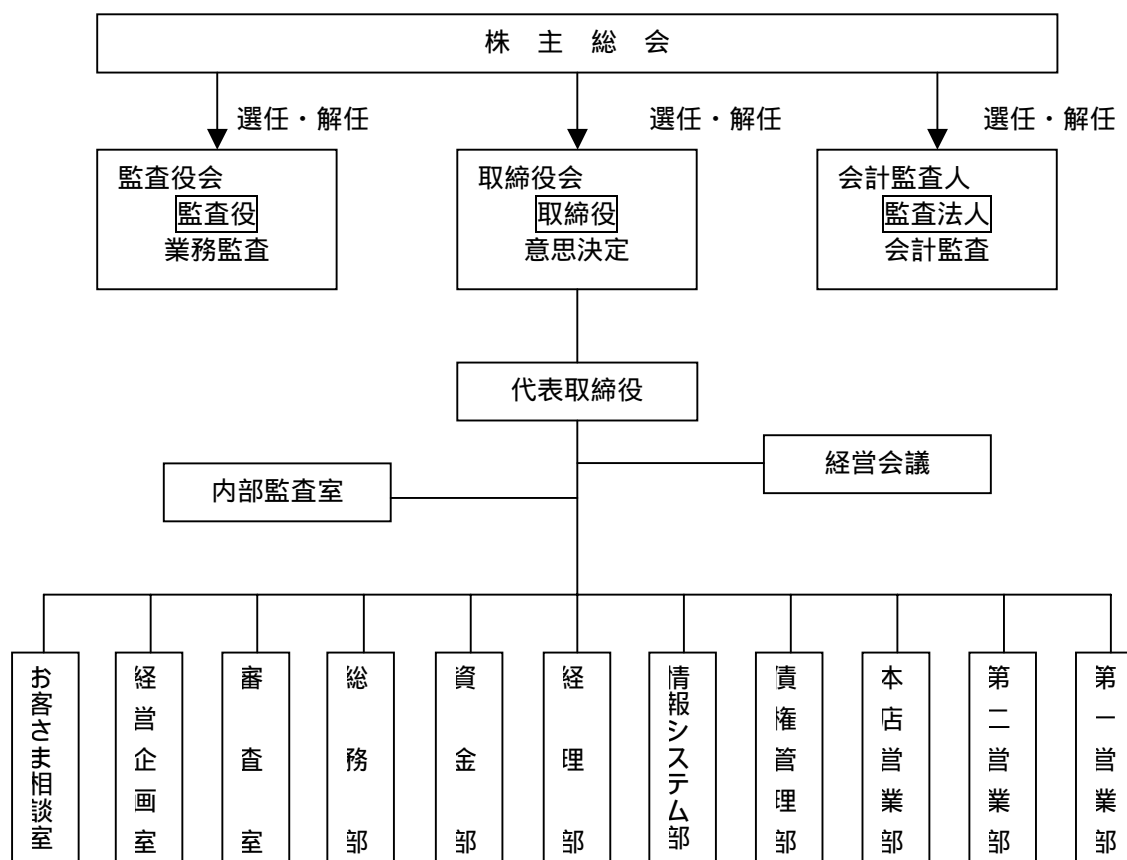 株 主 総 会
選任・解任
選任・解任
選任・解任
監査役会
監査役
業務監査
取締役会
取締役
意思決定
会計監査人
監査法人
会計監査
代表取締役
経営会議
内部監査室
お客さま相談室
経営企画室
審査室
総務部
資金部
経理部
情報システム部
債権管理部
本店営業部
第二営業部
第一営業部